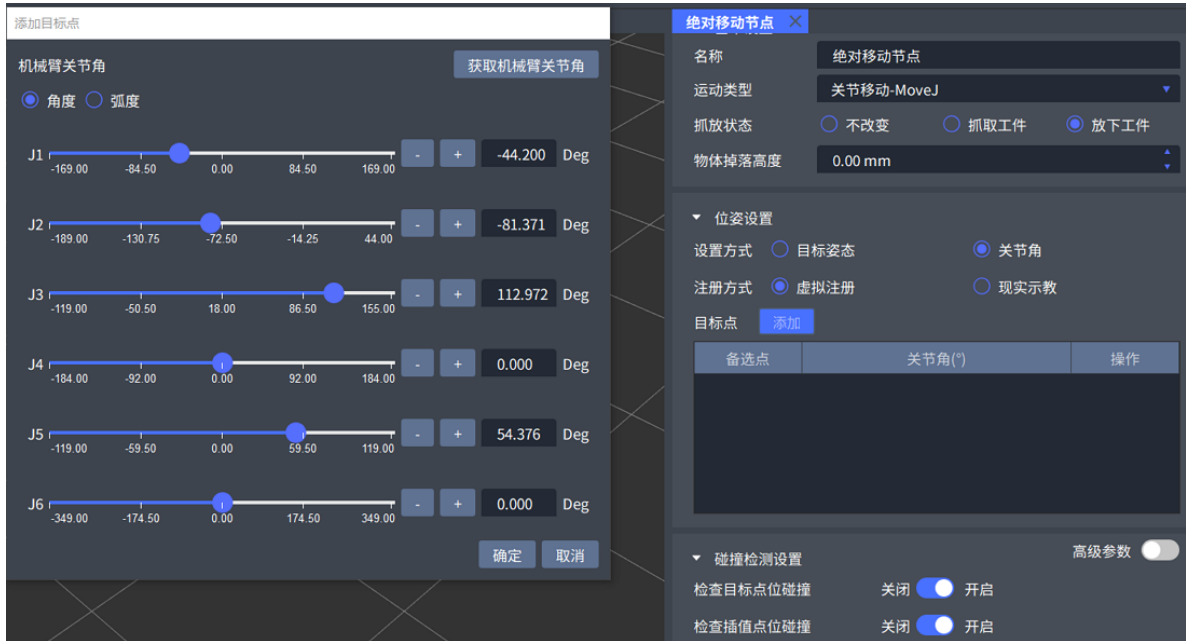 添加目标点
机械臂关节角
获取机械臂关节角
角度 弧度
J1 - + -44.200 Deg
-169.00 -84.50 0.00 84.50 169.00
J2 - + -81.371 Deg
-189.00 -130.75 -72.50 -14.25 44.00
J3 - + 112.972 Deg
-119.00 -50.50 18.00 86.50 155.00
J4 - + 0.000 Deg
-184.00 -92.00 0.00 92.00 184.00
J5 - + 54.376 Deg
-119.00 -59.50 0.00 59.50 119.00
J6 - + 0.000 Deg
-349.00 -174.50 0.00 174.50 349.00
确定 取消
绝对移动节点
名称 绝对移动节点
运动类型 关节移动-MoveJ
抓放状态 不改变 抓取工件 放下工件
物体掉落高度 0.00 mm
位姿设置
设置方式 目标姿态 关节角
注册方式 虚拟注册 现实示教
目标点 添加
备选点 关节角(°) 操作
碰撞检测设置 高级参数
检查目标点位碰撞 关闭 开启
检查插值点位碰撞 关闭 开启